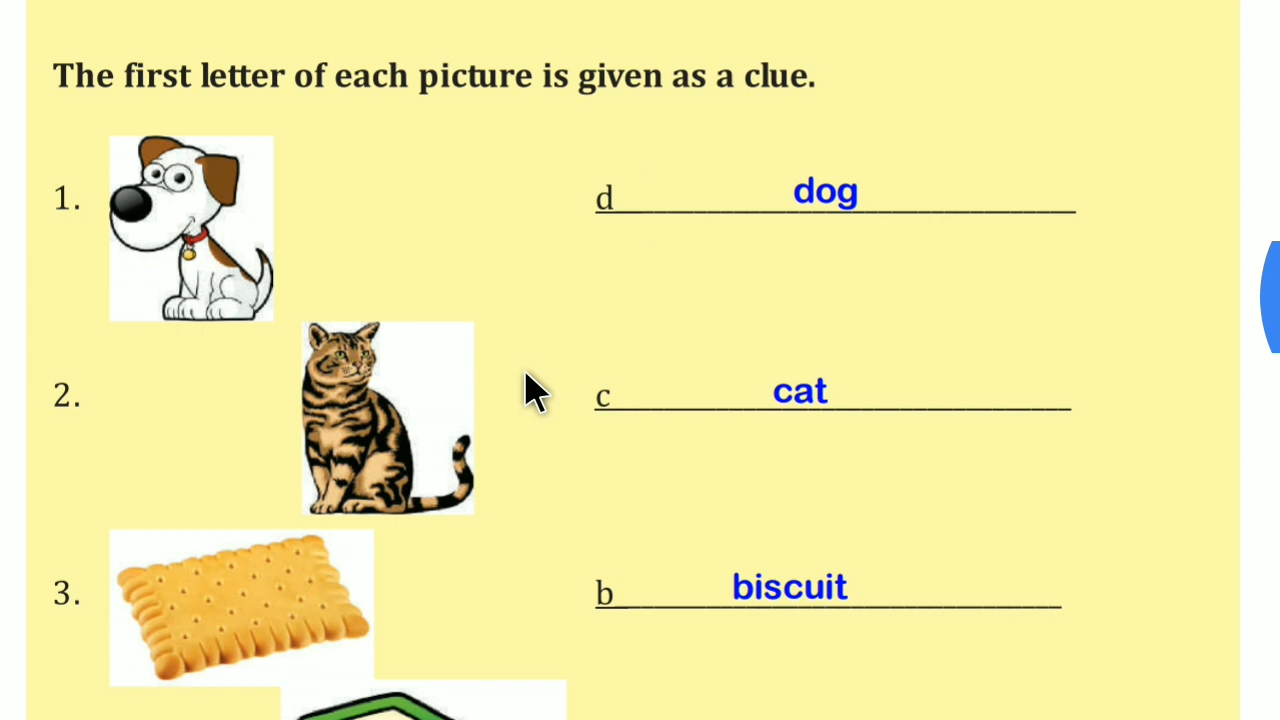 The first letter of each picture is given as a clue.
1. d dog
2. c cat
3. b biscuit